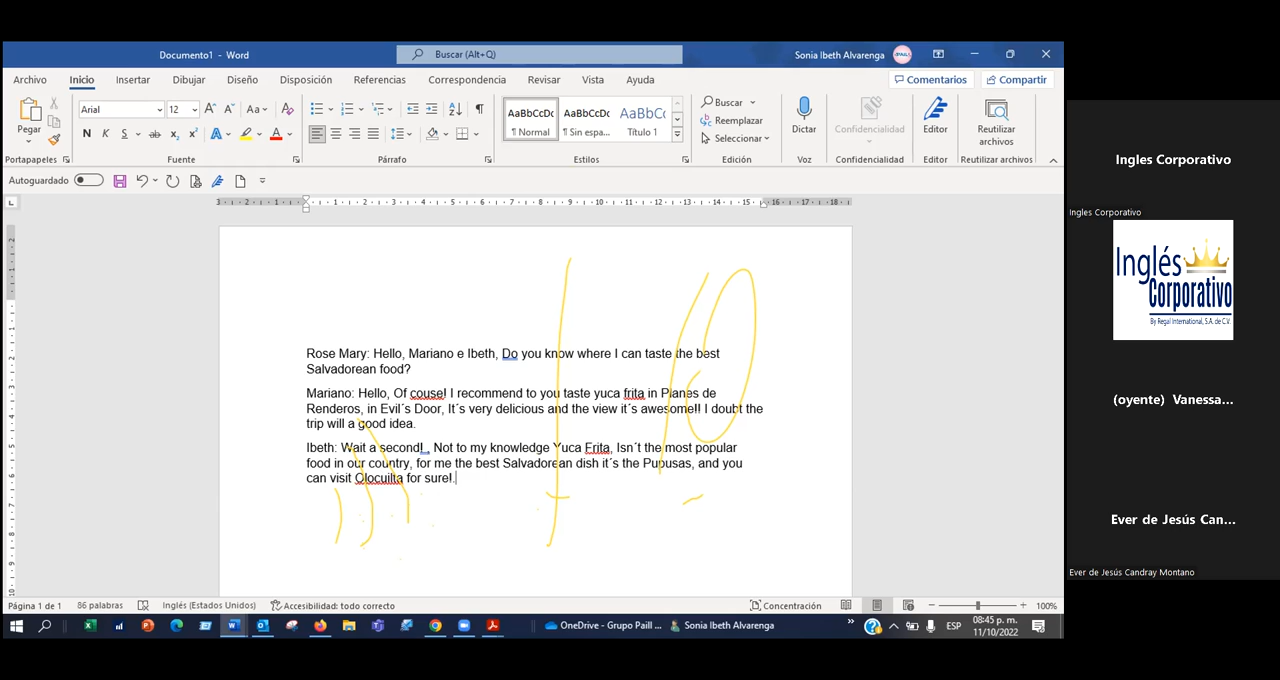 Documento1 - Word
Buscar (Alt+Q)
Sonia Ibeth Alvarenga
Archivo Inicio Insertar Dibujar Diseño Disposición Referencias Correspondencia Revisar Vista Ayuda
Comentarios Compartir
Pegar
Arial 12
AaBbCcDc AaBbCcDc AaBbCc
¶ Normal ¶ Sin espa... Título 1
Buscar
Reemplazar
Seleccionar
Dictar
Confidencialidad
Editor
Reutilizar archivos
Portapapeles Fuente Párrafo Estilos Edición Voz Confidencialidad Editor Reutilizar archivos
Autoguardado
Rose Mary: Hello, Mariano e Ibeth, Do you know where I can taste the best
Salvadorean food?
Mariano: Hello, Of couse! I recommend to you taste yuca frita in Planes de
Renderos, in Evil´s Door, It´s very delicious and the view it´s awesome!! I doubt the
trip will a good idea.
Ibeth: Wait a second! , Not to my knowledge Yuca Frita, Isn´t the most popular
food in our country, for me the best Salvadorean dish it´s the Pupusas, and you
can visit Olocuilta for sure!.
Página 1 de 1 86 palabras Inglés (Estados Unidos) Accesibilidad: todo correcto Concentración 100%
OneDrive - Grupo Paill ... Sonia Ibeth Alvarenga
ESP
08:45 p. m.
11/10/2022
Ingles Corporativo
Ingles Corporativo
Inglés
Corporativo
By Regal International, S.A. de C.V.
(oyente) Vanessa...
Ever de Jesús Can...
Ever de Jesús Candray Montano